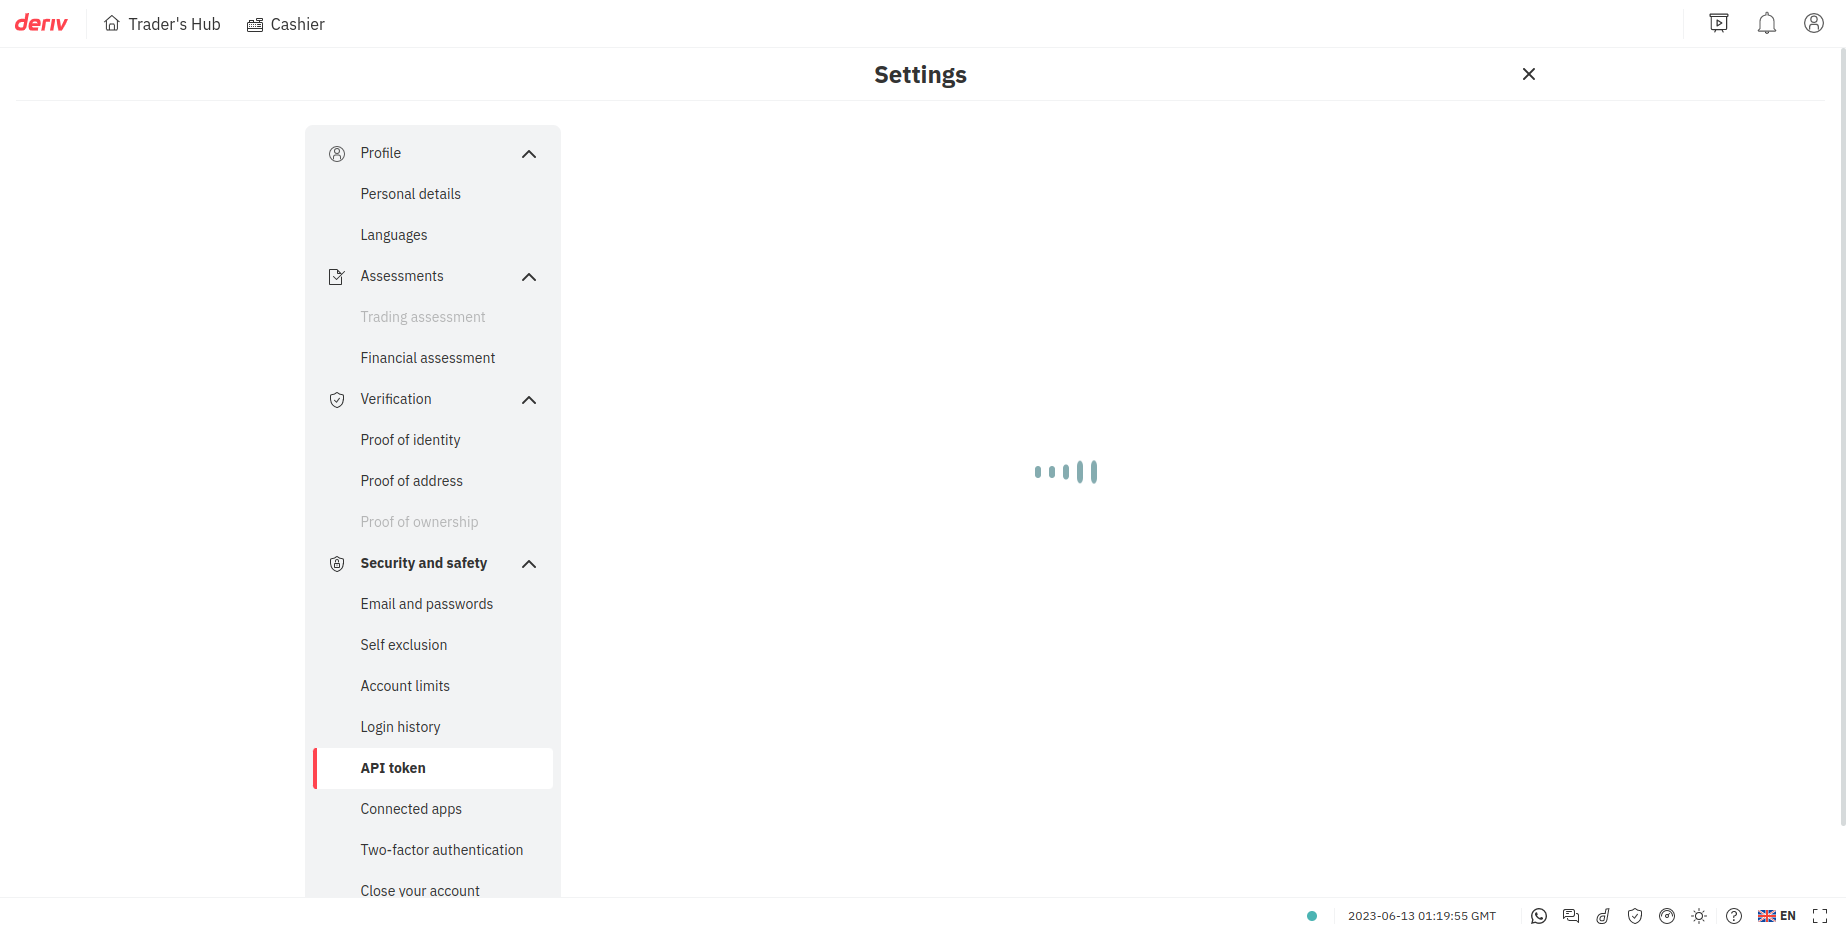 deriv Trader's Hub Cashier
Settings
Profile
Personal details
Languages
Assessments
Trading assessment
Financial assessment
Verification
Proof of identity
Proof of address
Proof of ownership
Security and safety
Email and passwords
Self exclusion
Account limits
Login history
API token
Connected apps
Two-factor authentication
Close your account
2023-06-13 01:19:55 GMT EN